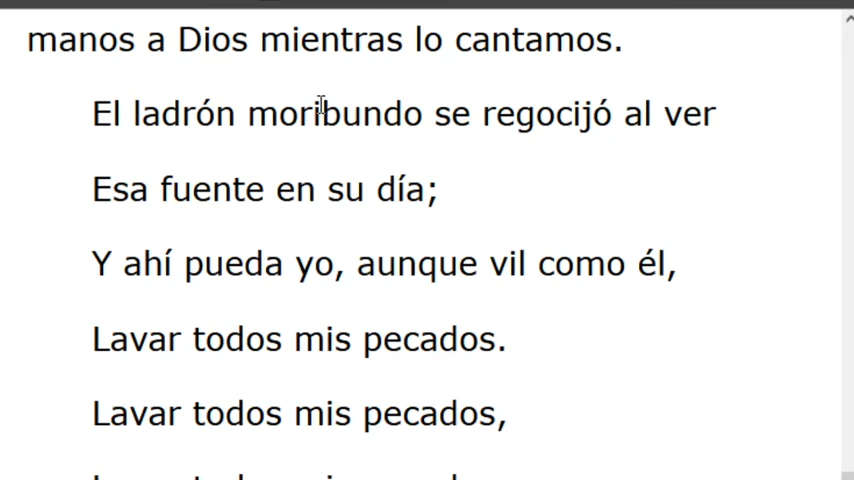 manos a Dios mientras lo cantamos.
El ladrón moribundo se regocijó al ver
Esa fuente en su día;
Y ahí pueda yo, aunque vil como él,
Lavar todos mis pecados.
Lavar todos mis pecados,